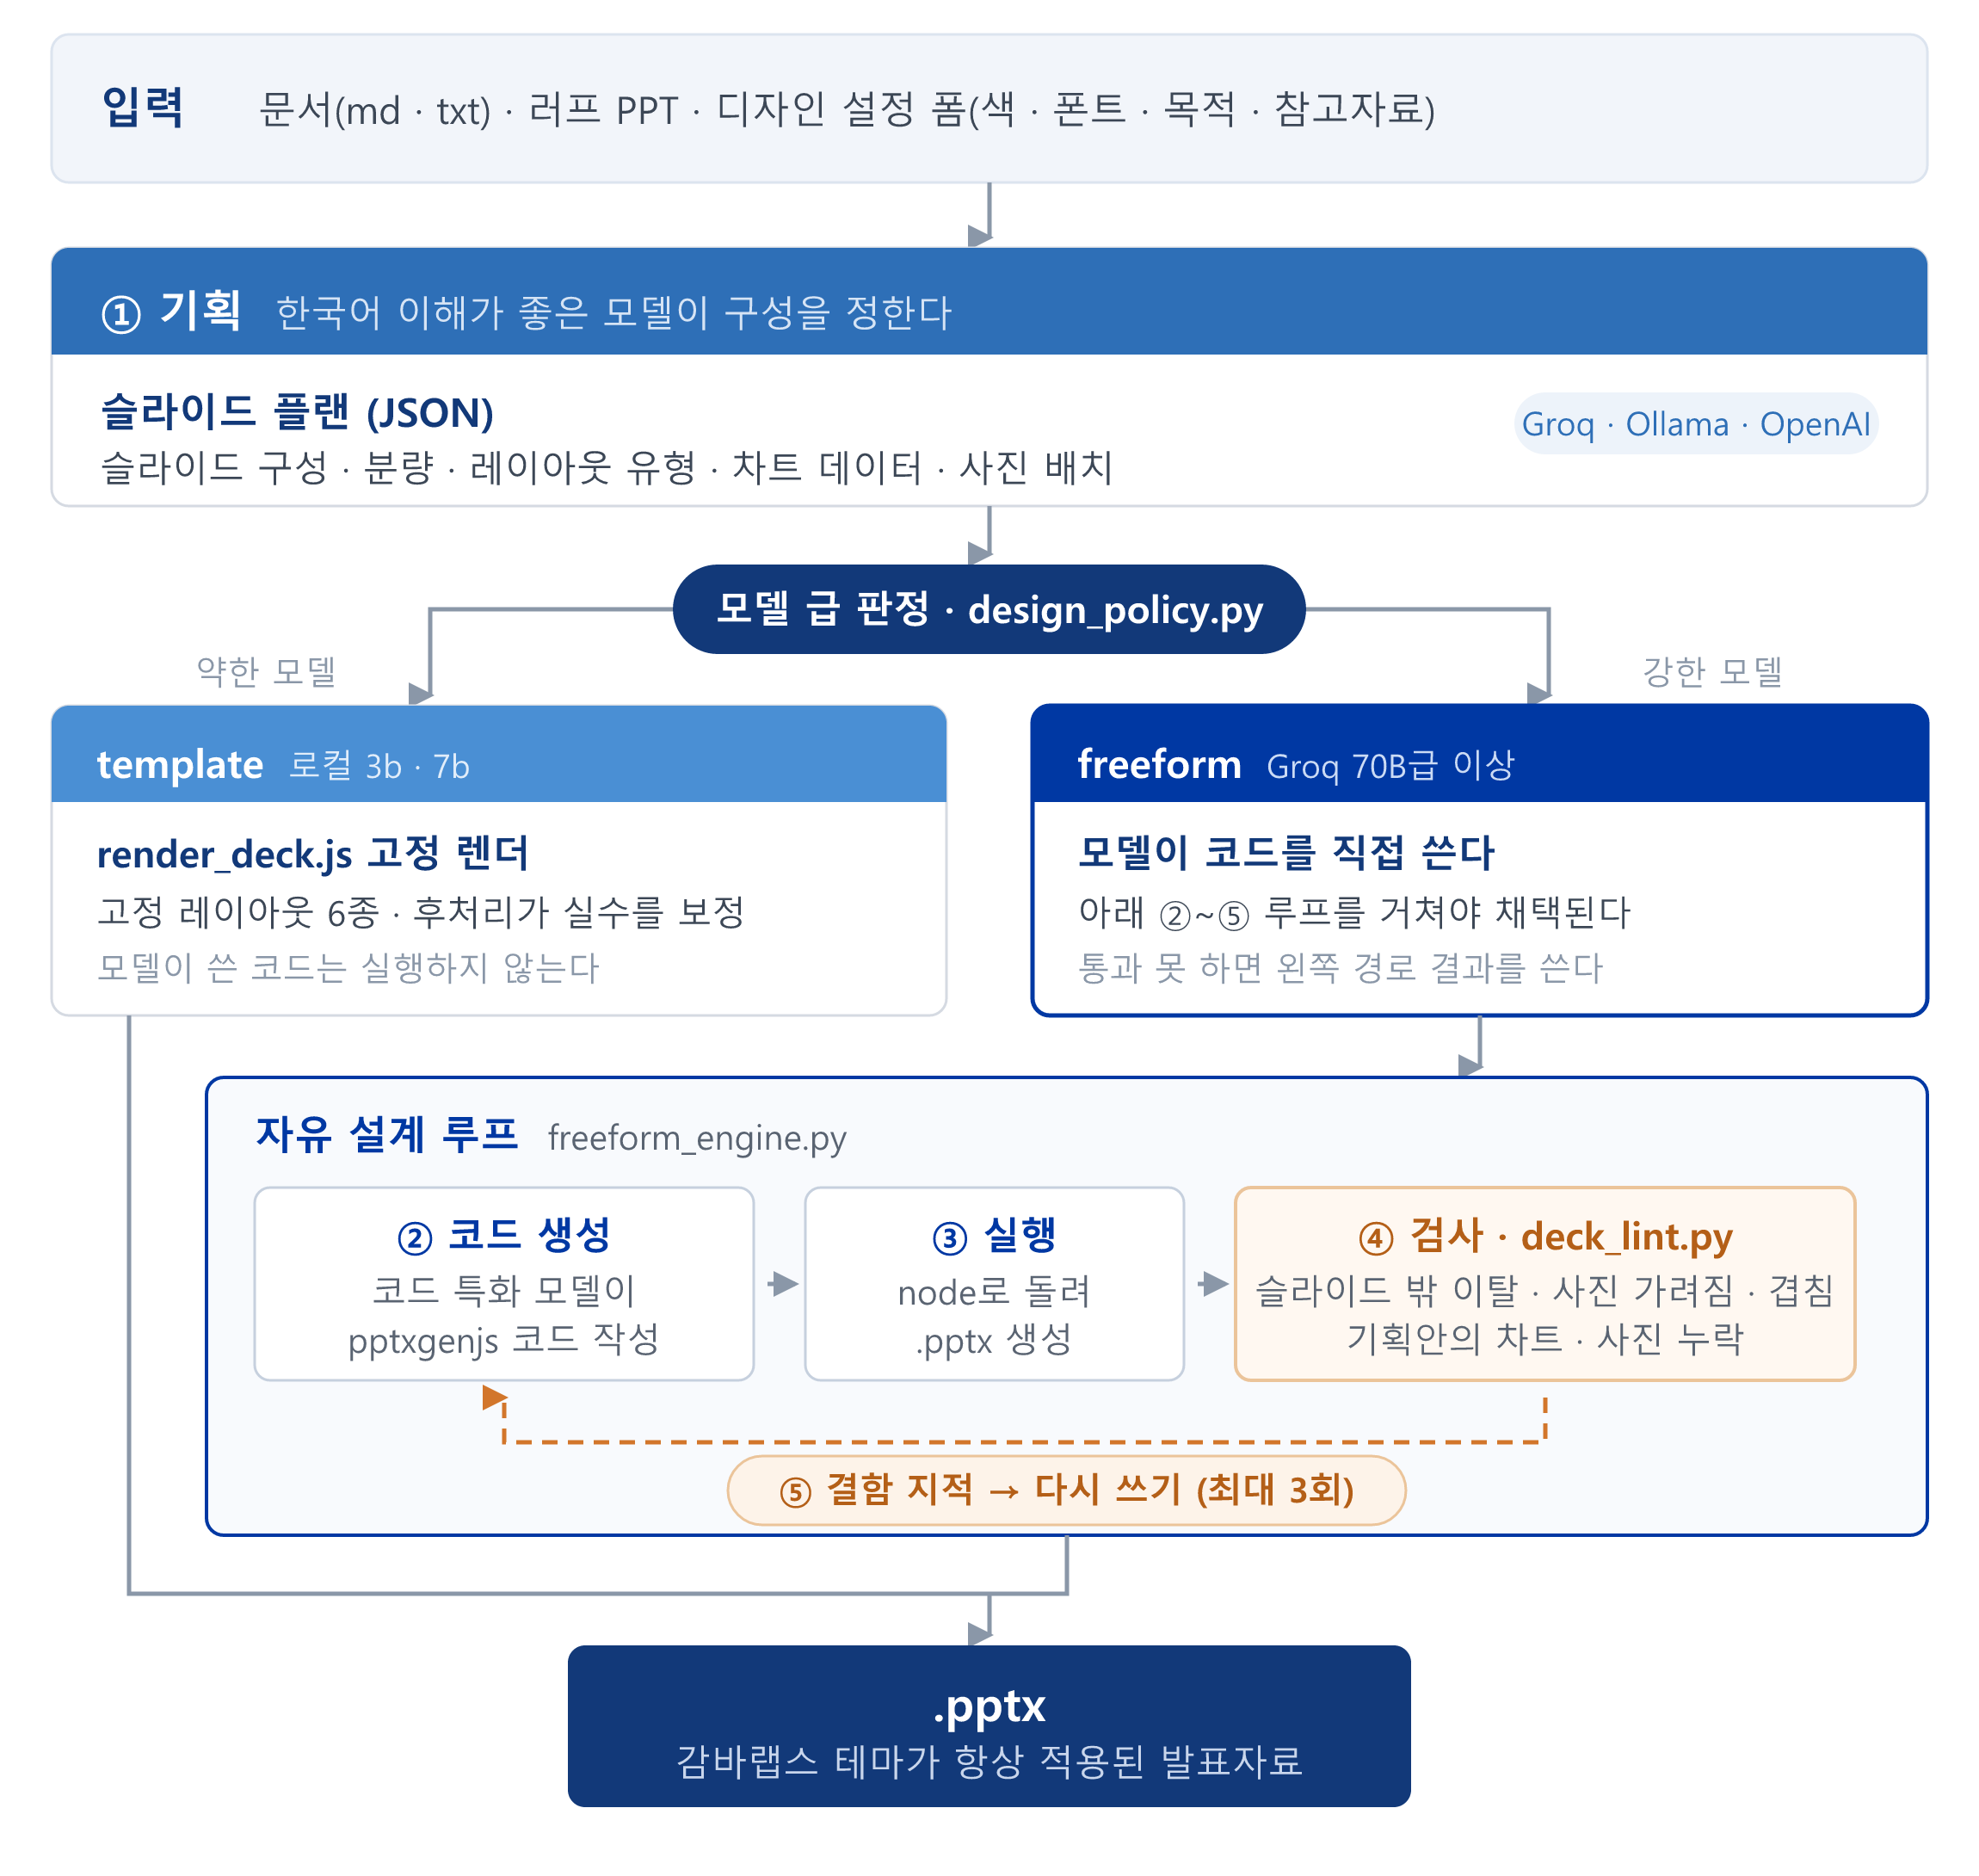 입력 문서(md · txt) · 러프 PPT · 디자인 설정 폼(색 · 폰트 · 목적 · 참고자료)
① 기획 한국어 이해가 좋은 모델이 구성을 정한다
슬라이드 플랜 (JSON)
Groq · Ollama · OpenAI
슬라이드 구성 · 분량 · 레이아웃 유형 · 차트 데이터 · 사진 배치
모델 급 판정 · design_policy.py
약한 모델
강한 모델
template 로컬 3b · 7b
render_deck.js 고정 렌더
고정 레이아웃 6종 · 후처리가 실수를 보정
모델이 쓴 코드는 실행하지 않는다
freeform Groq 70B급 이상
모델이 코드를 직접 쓴다
아래 ②~⑤ 루프를 거쳐야 채택된다
통과 못 하면 왼쪽 경로 결과를 쓴다
자유 설계 루프 freeform_engine.py
② 코드 생성
코드 특화 모델이
pptxgenjs 코드 작성
③ 실행
node로 돌려
.pptx 생성
④ 검사 · deck_lint.py
슬라이드 밖 이탈 · 사진 가려짐 · 겹침
기획안의 차트 · 사진 누락
⑤ 결함 지적 → 다시 쓰기 (최대 3회)
.pptx
감바랩스 테마가 항상 적용된 발표자료